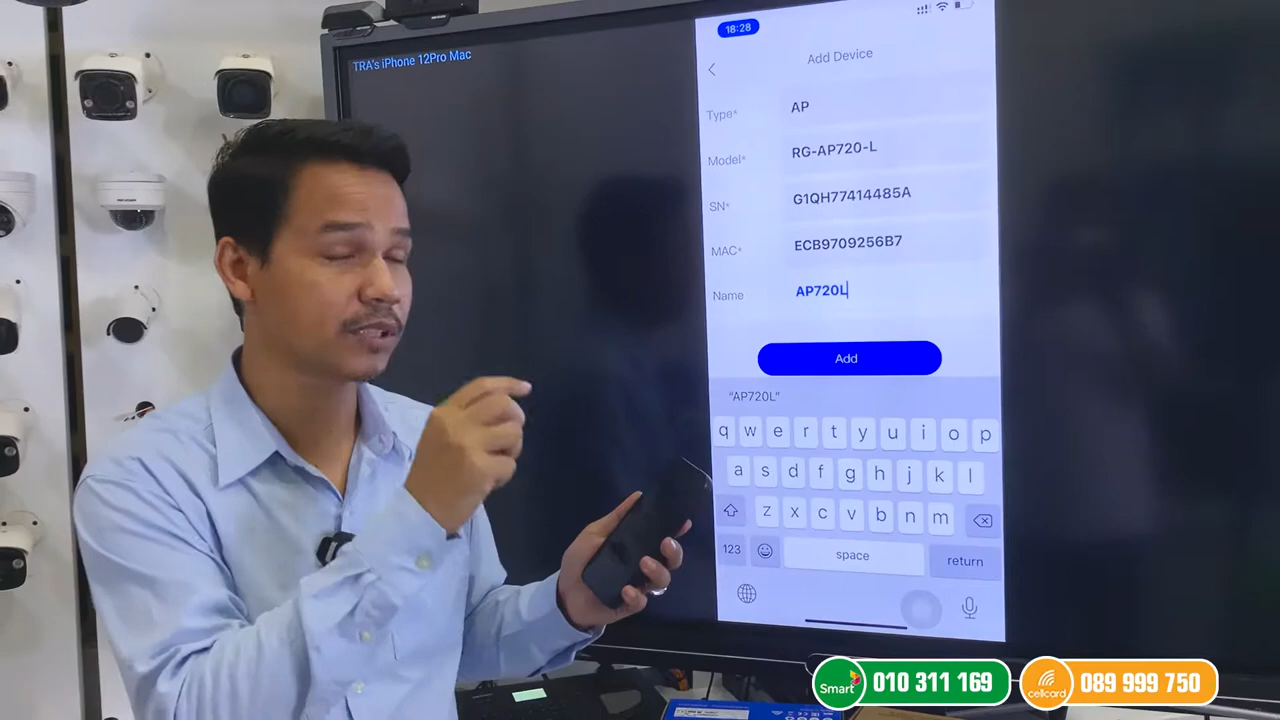 TRA's iPhone 12Pro Mac
18:28
Add Device
Type* AP
Model* RG-AP720-L
SN* G1QH77414485A
MAC* ECB9709256B7
Name AP720L
Add
“AP720L”
q w e r t y u i o p
a s d f g h j k l
z x c v b n m
123 space return
Smart 010 311 169
cellcard 089 999 750